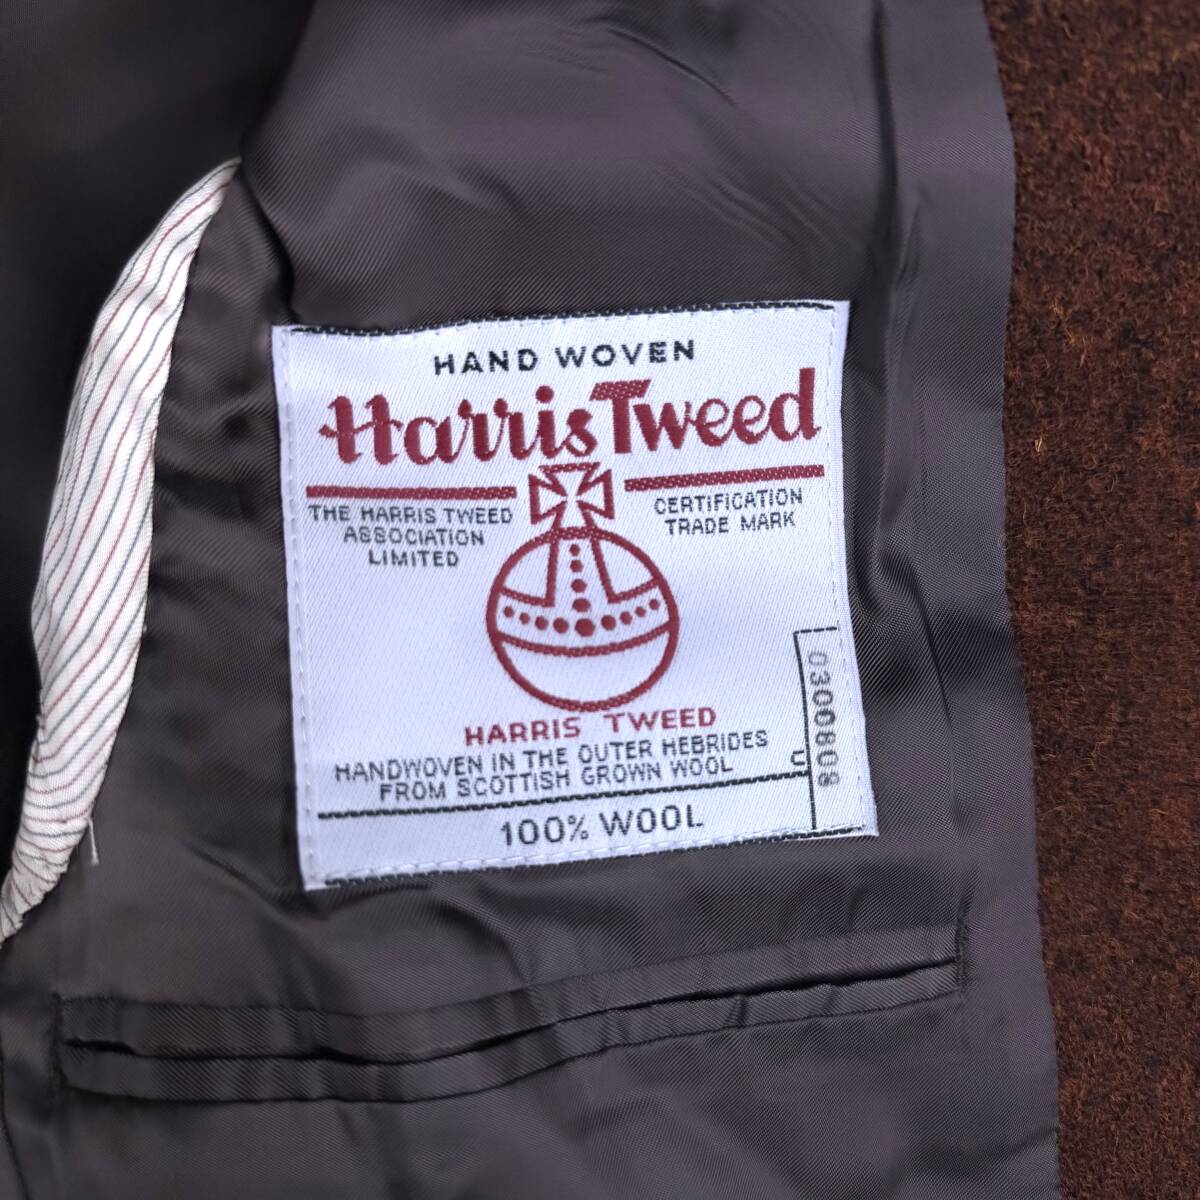 HAND WOVEN
Harris Tweed
THE HARRIS TWEED
ASSOCIATION
LIMITED
CERTIFICATION
TRADE MARK
HARRIS TWEED
HANDWOVEN IN THE OUTER HEBRIDES
FROM SCOTTISH GROWN WOOL
100% WOOL
0300808